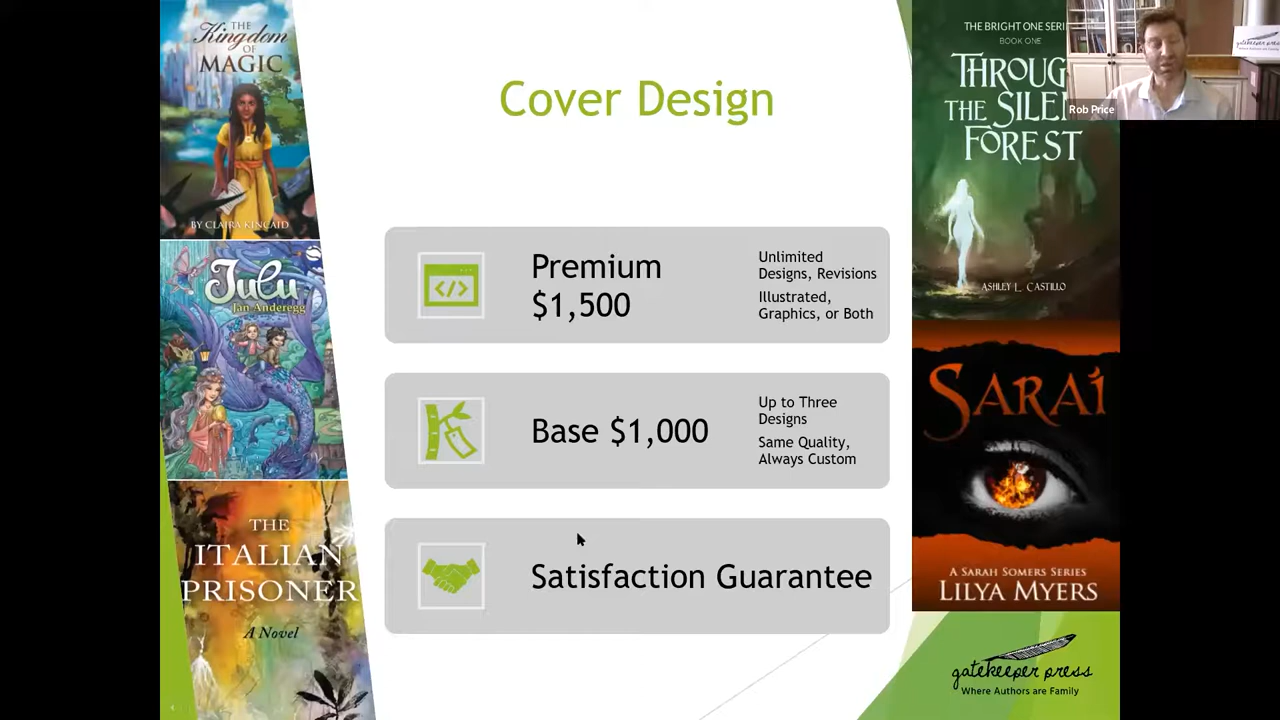 THE
Kingdom
OF
MAGIC
BY CLAIRA KINCAID
Julu
Jan Anderegg
THE
ITALIAN
PRISONER
A Novel
Cover Design
Premium
$1,500
Unlimited
Designs, Revisions
Illustrated,
Graphics, or Both
Base $1,000
Up to Three
Designs
Same Quality,
Always Custom
Satisfaction Guarantee
THE BRIGHT ONE SERI
BOOK ONE
THROUG
THE SILEN
FOREST
ASHLEY L. CASTILLO
SARAI
A SARAH SOMERS SERIES
LILYA MYERS
gatekeeper press
Where Authors are Family
gatekeeper press
Rob Price